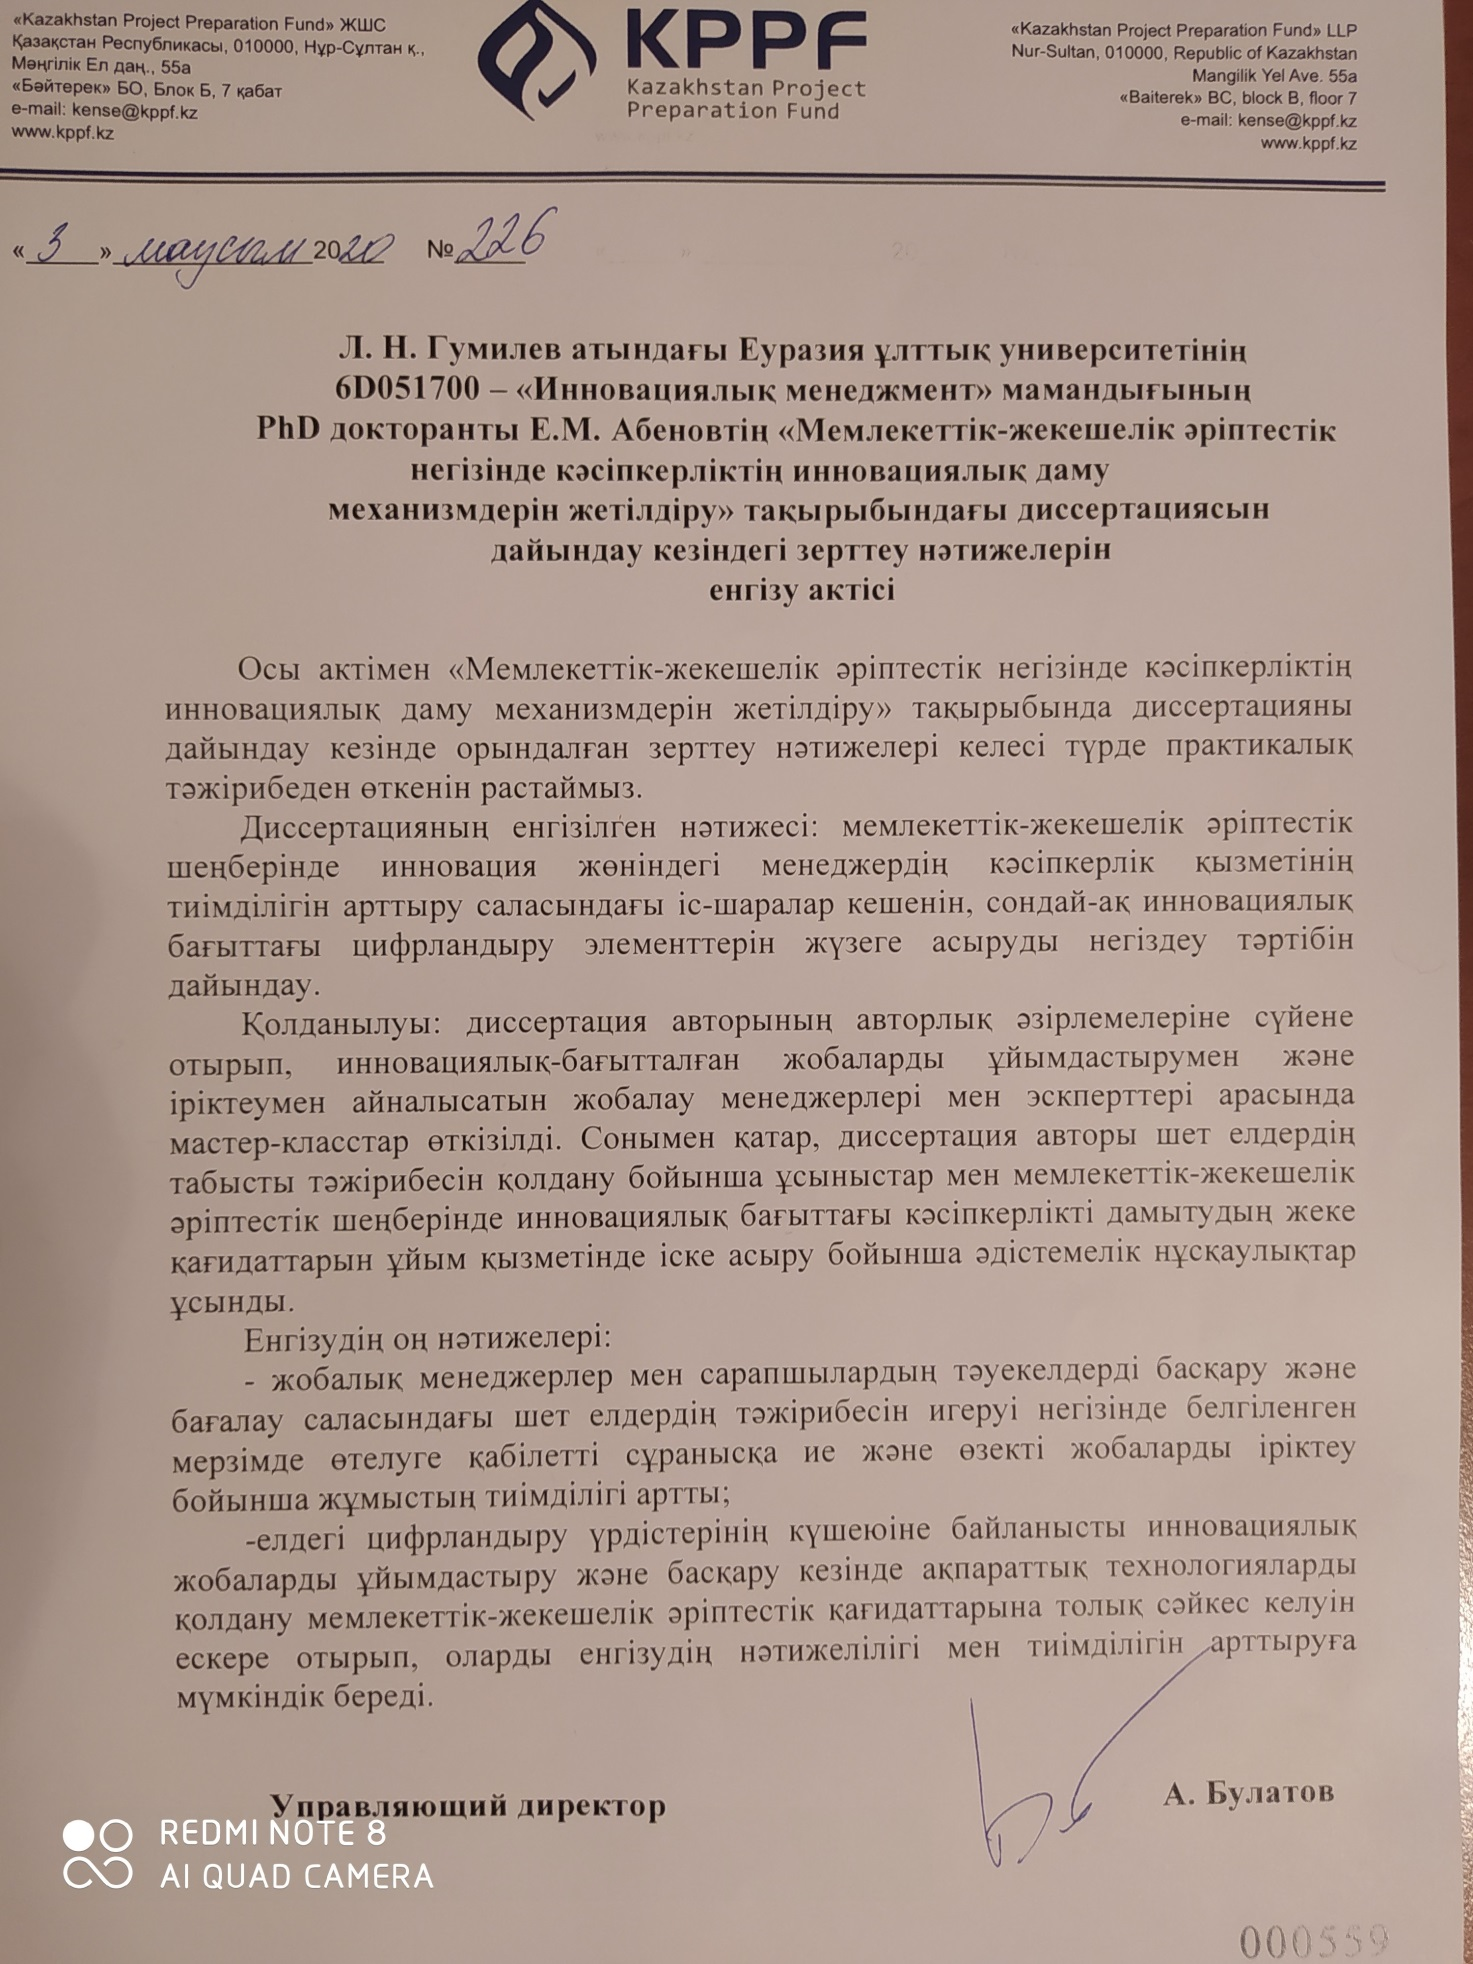 «Kazakhstan Project Preparation Fund» ЖШС
Қазақстан Республикасы, 010000, Нұр-Сұлтан қ.,
Мәңгілік Ел даң., 55а
«Бәйтерек» БО, Блок Б, 7 қабат
e-mail: kense@kppf.kz
www.kppf.kz
KPPF
Kazakhstan Project
Preparation Fund
«Kazakhstan Project Preparation Fund» LLP
Nur-Sultan, 010000, Republic of Kazakhstan
Mangilik Yel Ave. 55a
«Baiterek» BC, block B, floor 7
e-mail: kense@kppf.kz
www.kppf.kz
« 3 » маусым 2020 № 226
Л. Н. Гумилев атындағы Еуразия ұлттық университетінің
6D051700 – «Инновациялық менеджмент» мамандығының
PhD докторанты Е.М. Абеновтің «Мемлекеттік-жекешелік әріптестік
негізінде кәсіпкерліктің инновациялық даму
механизмдерін жетілдіру» тақырыбындағы диссертациясын
дайындау кезіндегі зерттеу нәтижелерін
енгізу актісі
Осы актімен «Мемлекеттік-жекешелік әріптестік негізінде кәсіпкерліктің
инновациялық даму механизмдерін жетілдіру» тақырыбында диссертацияны
дайындау кезінде орындалған зерттеу нәтижелері келесі түрде практикалық
тәжірибеден өткенін растаймыз.
Диссертацияның енгізілген нәтижесі: мемлекеттік-жекешелік әріптестік
шеңберінде инновация жөніндегі менеджердің кәсіпкерлік қызметінің
тиімділігін арттыру саласындағы іс-шаралар кешенін, сондай-ақ инновациялық
бағыттағы цифрландыру элементтерін жүзеге асыруды негіздеу тәртібін
дайындау.
Қолданылуы: диссертация авторының авторлық әзірлемелеріне сүйене
отырып, инновациялық-бағытталған жобаларды ұйымдастырумен және
іріктеумен айналысатын жобалау менеджерлері мен эскперттері арасында
мастер-класстар өткізілді. Сонымен қатар, диссертация авторы шет елдердің
табысты тәжірибесін қолдану бойынша ұсыныстар мен мемлекеттік-жекешелік
әріптестік шеңберінде инновациялық бағыттағы кәсіпкерлікті дамытудың жеке
қағидаттарын ұйым қызметінде іске асыру бойынша әдістемелік нұсқаулықтар
ұсынды.
Енгізудің оң нәтижелері:
- жобалық менеджерлер мен сарапшылардың тәуекелдерді басқару және
бағалау саласындағы шет елдердің тәжірибесін игеруі негізінде белгіленген
мерзімде өтелуге қабілетті сұранысқа ие және өзекті жобаларды іріктеу
бойынша жұмыстың тиімділігі артты;
-елдегі цифрландыру үрдістерінің күшеюіне байланысты инновациялық
жобаларды ұйымдастыру және басқару кезінде ақпараттық технологияларды
қолдану мемлекеттік-жекешелік әріптестік қағидаттарына толық сәйкес келуін
ескере отырып, оларды енгізудің нәтижелілігі мен тиімділігін арттыруға
мүмкіндік береді.
Управляющий директор
А. Булатов
REDMI NOTE 8
AI QUAD CAMERA
000559